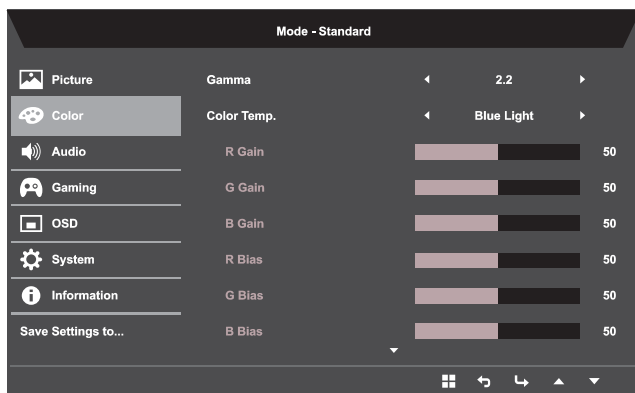 Mode - Standard
Picture
Gamma 2.2
Color
Color Temp. Blue Light
Audio
R Gain 50
Gaming
G Gain 50
OSD
B Gain 50
System
R Bias 50
Information
G Bias 50
Save Settings to...
B Bias 50